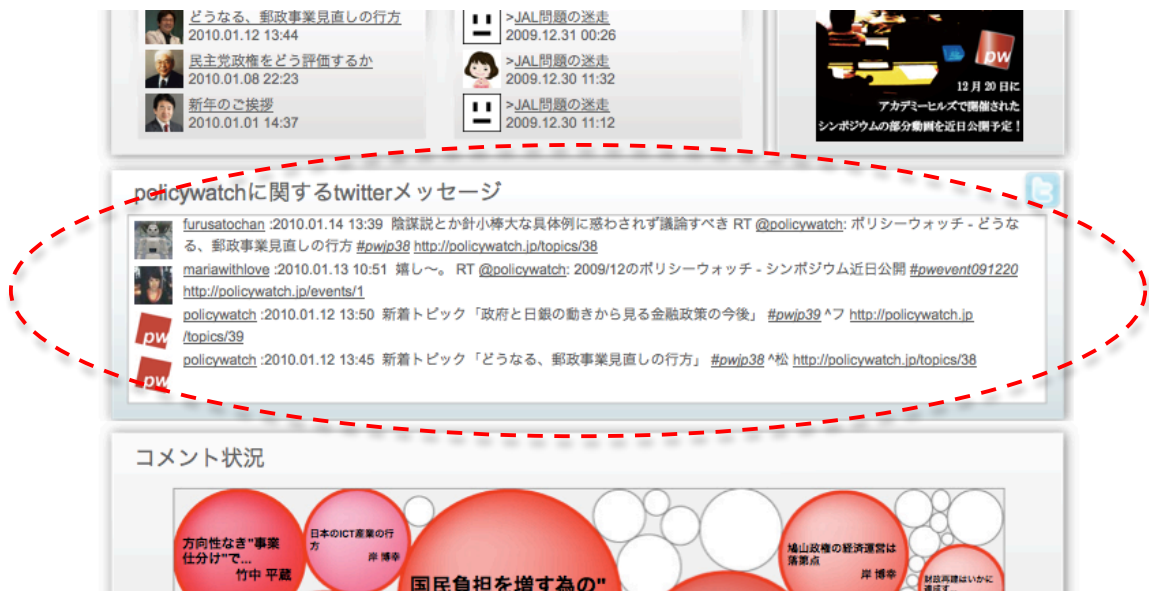 どうなる、郵政事業見直しの行方
2010.01.12 13:44
民主党政権をどう評価するか
2010.01.08 22:23
新年のご挨拶
2010.01.01 14:37
>JAL問題の迷走
2009.12.31 00:26
>JAL問題の迷走
2009.12.30 11:32
>JAL問題の迷走
2009.12.30 11:12
pw
12月20日に
アカデミーヒルズで開催された
シンポジウムの部分動画を近日公開予定！
policywatchに関するtwitterメッセージ
furusatochan :2010.01.14 13:39 陰謀説とか針小棒大な具体例に惑わされず議論すべき RT @policywatch: ポリシーウォッチ - どうな
る、郵政事業見直しの行方 #pwjp38 http://policywatch.jp/topics/38
mariawithlove :2010.01.13 10:51 嬉し〜。 RT @policywatch: 2009/12のポリシーウォッチ - シンポジウム近日公開 #pwevent091220
http://policywatch.jp/events/1
pw
policywatch :2010.01.12 13:50 新着トピック「政府と日銀の動きから見る金融政策の今後」 #pwjp39 ^フ http://policywatch.jp
/topics/39
pw
policywatch :2010.01.12 13:45 新着トピック「どうなる、郵政事業見直しの行方」 #pwjp38 ^松 http://policywatch.jp/topics/38
コメント状況
方向性なき"事業
仕分け"で...
竹中 平蔵
日本のICT産業の行
方
岸 博幸
国民負担を増す為の"
鳩山政権の経済運営は
落第点
岸 博幸
財政再建はいかに
達成す